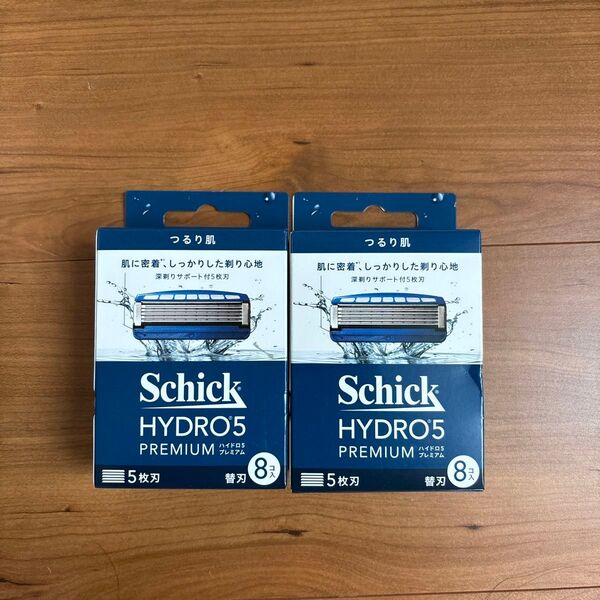 つるり肌
肌に密着*、しっかりした剃り心地
深剃りサポート付5枚刃
Schick®
HYDRO®5
PREMIUM ハイドロ5
プレミアム
5枚刃 替刃 8コ入
つるり肌
肌に密着*、しっかりした剃り心地
深剃りサポート付5枚刃
Schick®
HYDRO®5
PREMIUM ハイドロ5
プレミアム
5枚刃 替刃 8コ入